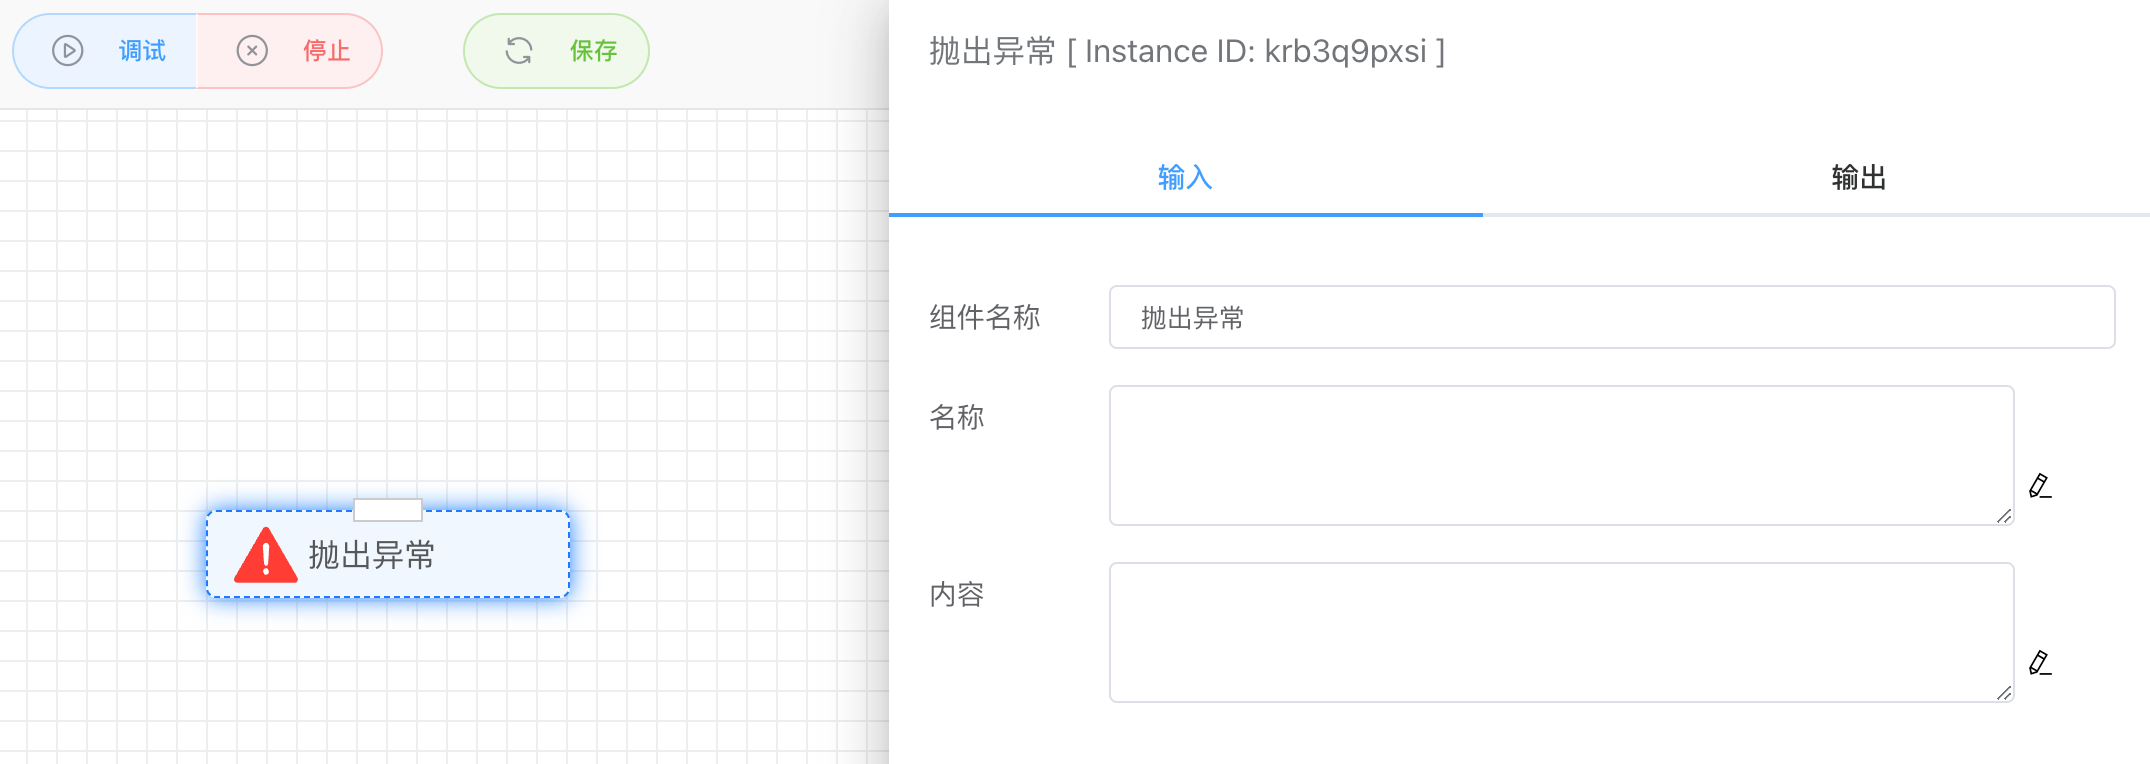 调试
停止
保存
抛出异常
抛出异常 [ Instance ID: krb3q9pxsi ]
输入
输出
组件名称
抛出异常
名称
内容